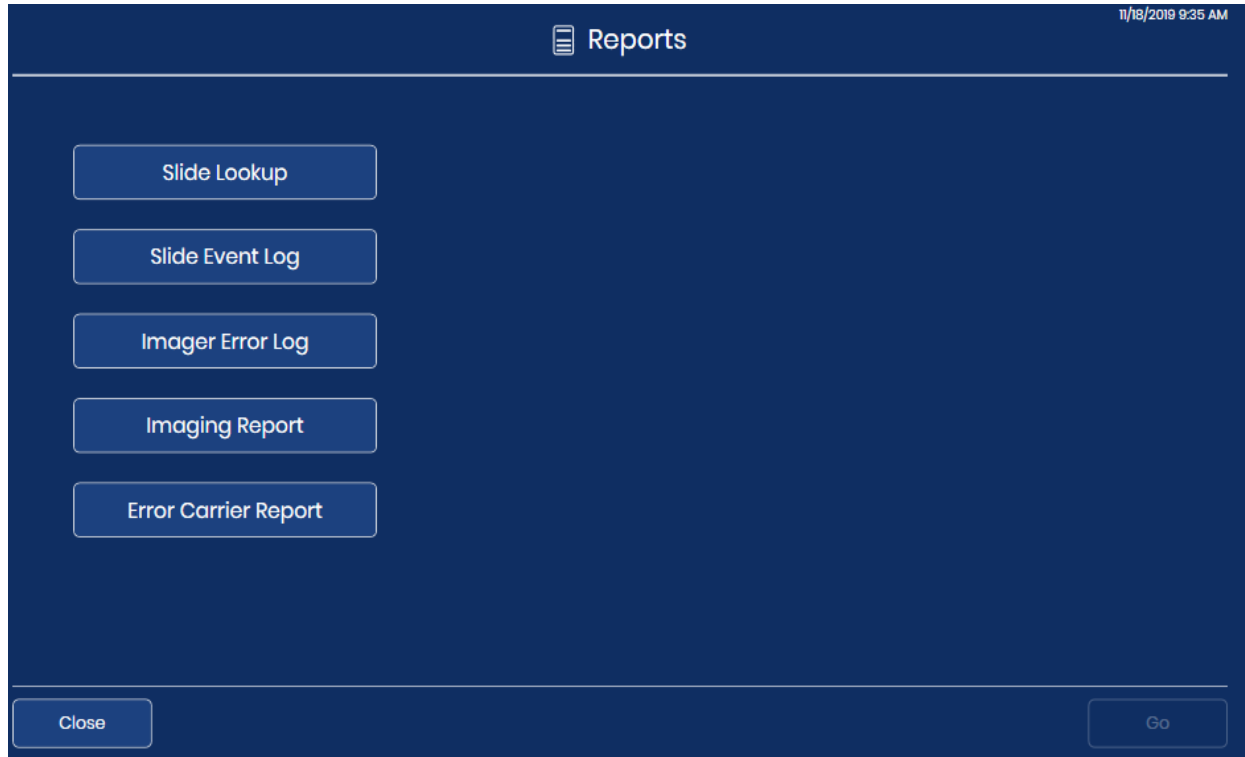 11/18/2019 9:35 AM
Reports
Slide Lookup
Slide Event Log
Imager Error Log
Imaging Report
Error Carrier Report
Close
Go